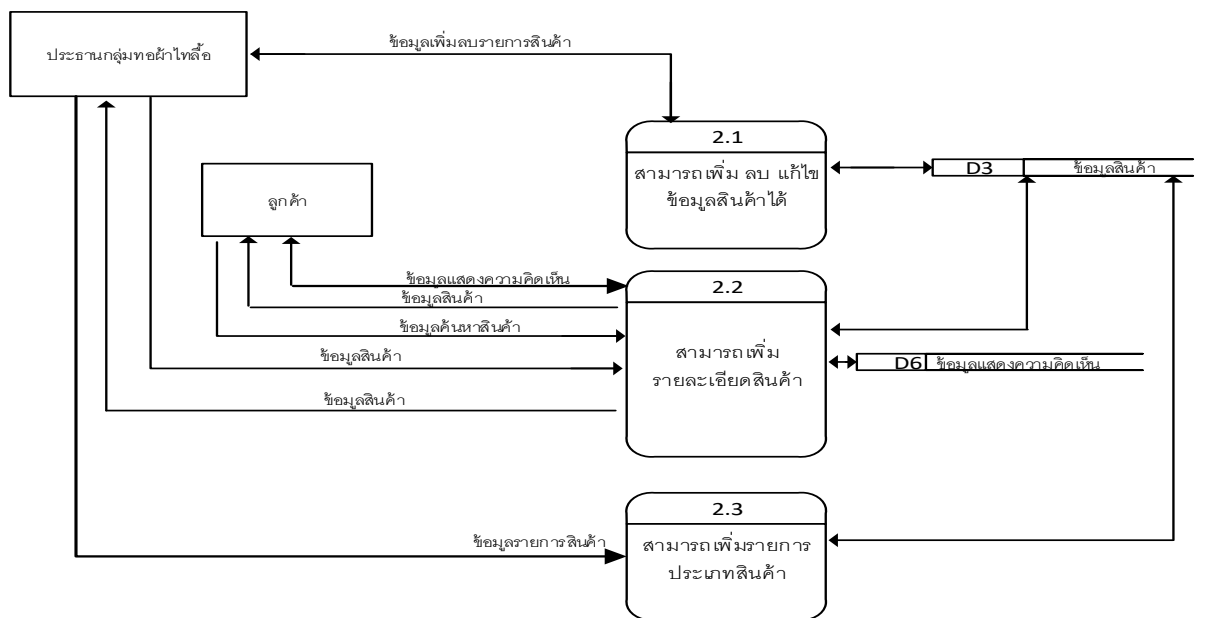 ประธานกลุ่มทอผ้าไทลื้อ
ข้อมูลเพิ่มลบรายการสินค้า
2.1
สามารถเพิ่ม ลบ แก้ไข
ข้อมูลสินค้าได้
D3 ข้อมูลสินค้า
ลูกค้า
ข้อมูลแสดงความคิดเห็น
ข้อมูลสินค้า
ข้อมูลค้นหาสินค้า
ข้อมูลสินค้า
ข้อมูลสินค้า
2.2
สามารถเพิ่ม
รายละเอียดสินค้า
D6 ข้อมูลแสดงความคิดเห็น
ข้อมูลรายการสินค้า
2.3
สามารถเพิ่มรายการ
ประเภทสินค้า